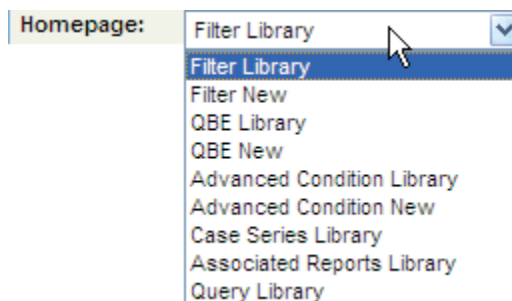 Homepage: Filter Library
Filter Library
Filter New
QBE Library
QBE New
Advanced Condition Library
Advanced Condition New
Case Series Library
Associated Reports Library
Query Library